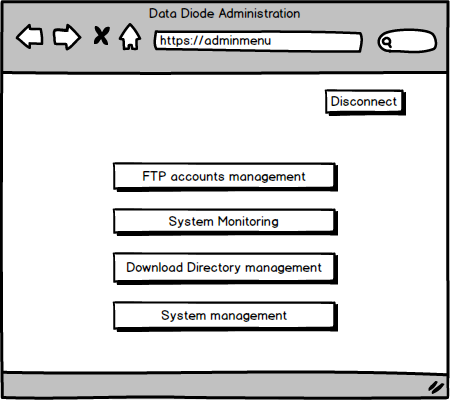 Data Diode Administration
https://adminmenu
Disconnect
FTP accounts management
System Monitoring
Download Directory management
System management